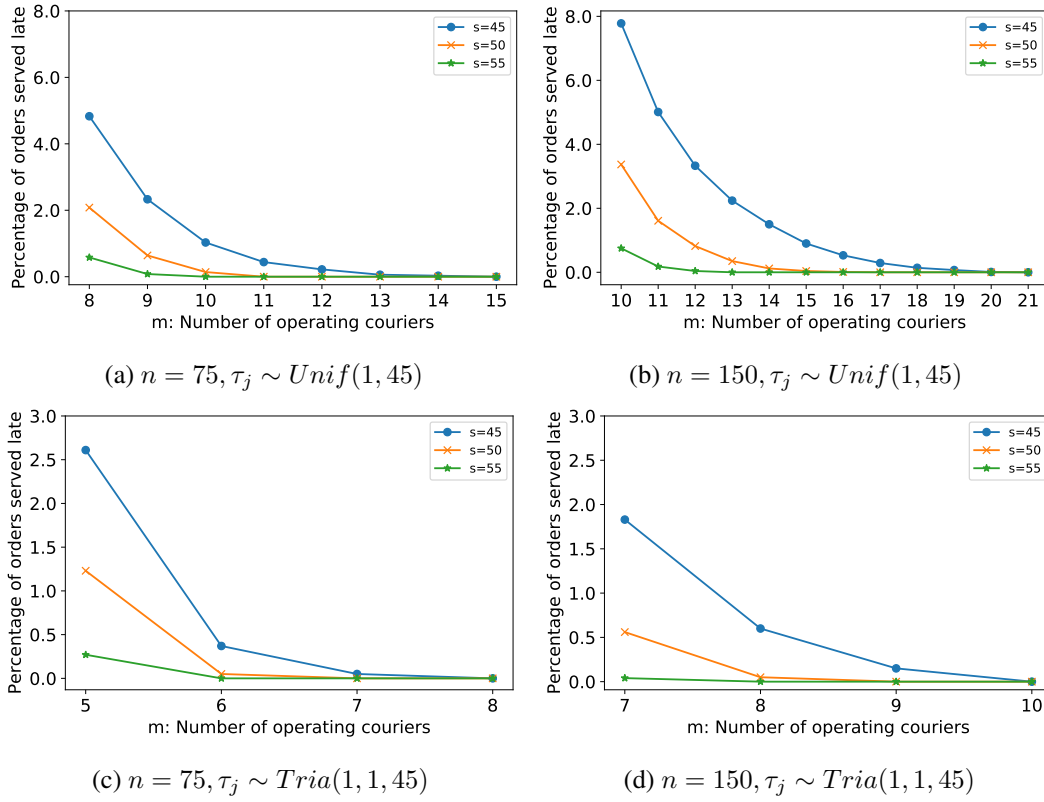 8.0
6.0
4.0
2.0
0.0
Percentage of orders served late
s=45
s=50
s=55
8 9 10 11 12 13 14 15
m: Number of operating couriers
(a) n = 75, τ_j ∼ Unif(1, 45)
8.0
6.0
4.0
2.0
0.0
Percentage of orders served late
s=45
s=50
s=55
10 11 12 13 14 15 16 17 18 19 20 21
m: Number of operating couriers
(b) n = 150, τ_j ∼ Unif(1, 45)
3.0
2.5
2.0
1.5
1.0
0.5
0.0
Percentage of orders served late
s=45
s=50
s=55
5 6 7 8
m: Number of operating couriers
(c) n = 75, τ_j ∼ Tria(1, 1, 45)
3.0
2.5
2.0
1.5
1.0
0.5
0.0
Percentage of orders served late
s=45
s=50
s=55
7 8 9 10
m: Number of operating couriers
(d) n = 150, τ_j ∼ Tria(1, 1, 45)